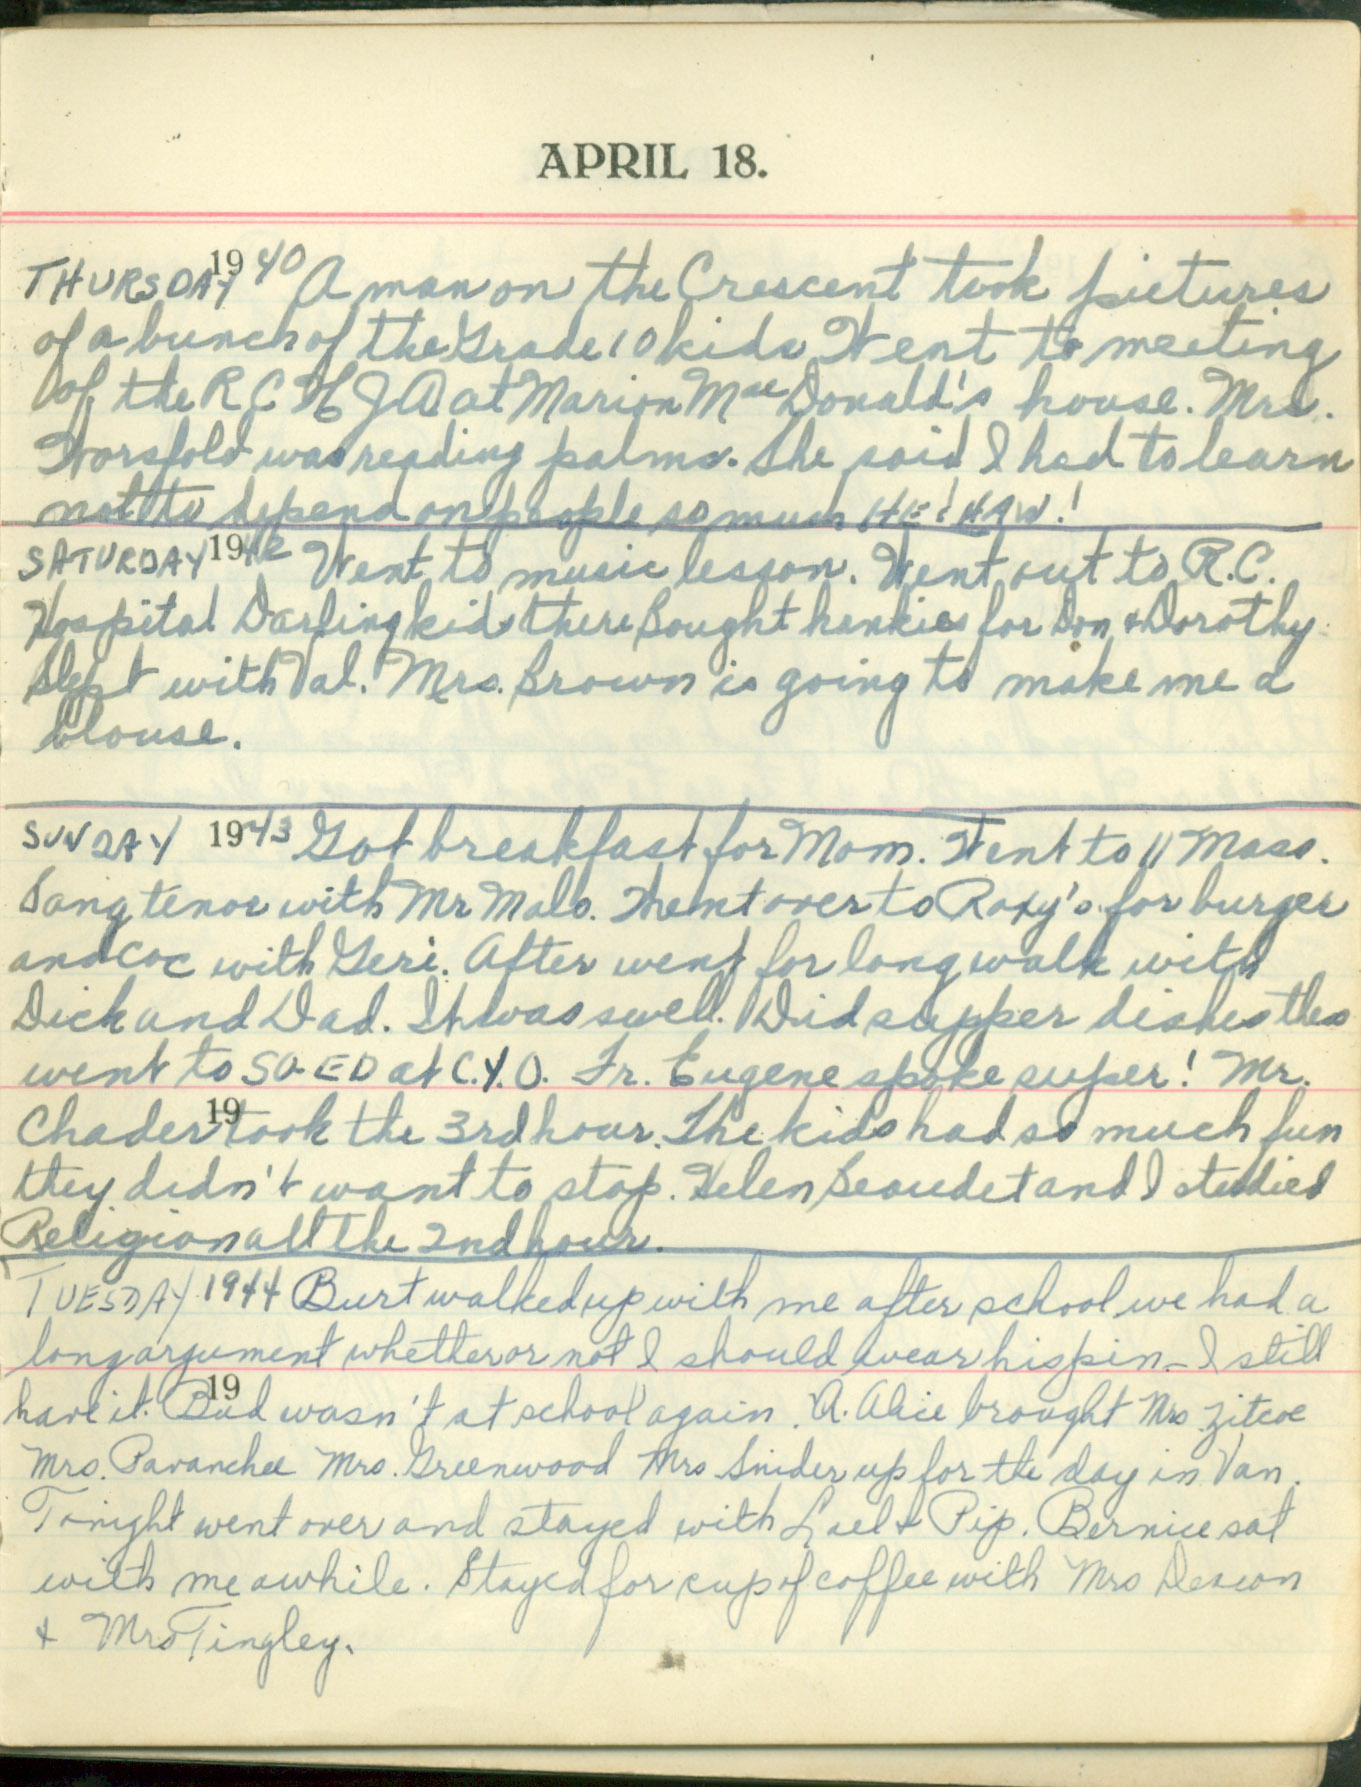 APRIL 18.
THURSDAY 1940 A man on the Crescent took pictures
of a bunch of the Grade 10 kids. Went to meeting
of the R C H J A at Marion MacDonald's house. Mrs.
Horsfold was reading palms. She said I had to learn
not to depend on people so much HE! HAW!
SATURDAY 1942 Went to music lesson. Went out to R.C.
Hospital Darling kids there Bought hankies for Don & Dorothy
Slept with Val. Mrs. Brown is going to make me a
blouse.
SUNDAY 1943 Got breakfast for Mom. Went to 11 Mass.
Sang tenor with Mr Malo. Went over to Roxy's for burger
and coc with Geri. After went for long walk with
Dick and Dad. It was swell. Did supper dishes then
went to SO-ED at C.Y.O. Fr. Eugene spoke super! Mr.
Chader 19 took the 3rd hour. The kids had so much fun
they didn't want to stop. Helen Beaudet and I studied
Religion all the 2nd hour.
TUESDAY 1944 Burt walked up with me after school we had a
long argument whether or not I should wear his pin - I still
have it. 19 Bud wasn't at school again. A. Alice brought Mrs
Mrs. Mrs. Greenwood Mrs Snider up for the day in Van.
Tonight went over and stayed with Lael & Pip. Bernice sat
with me awhile. Stayed for cup of coffee with Mrs
& Mrs Tingley.